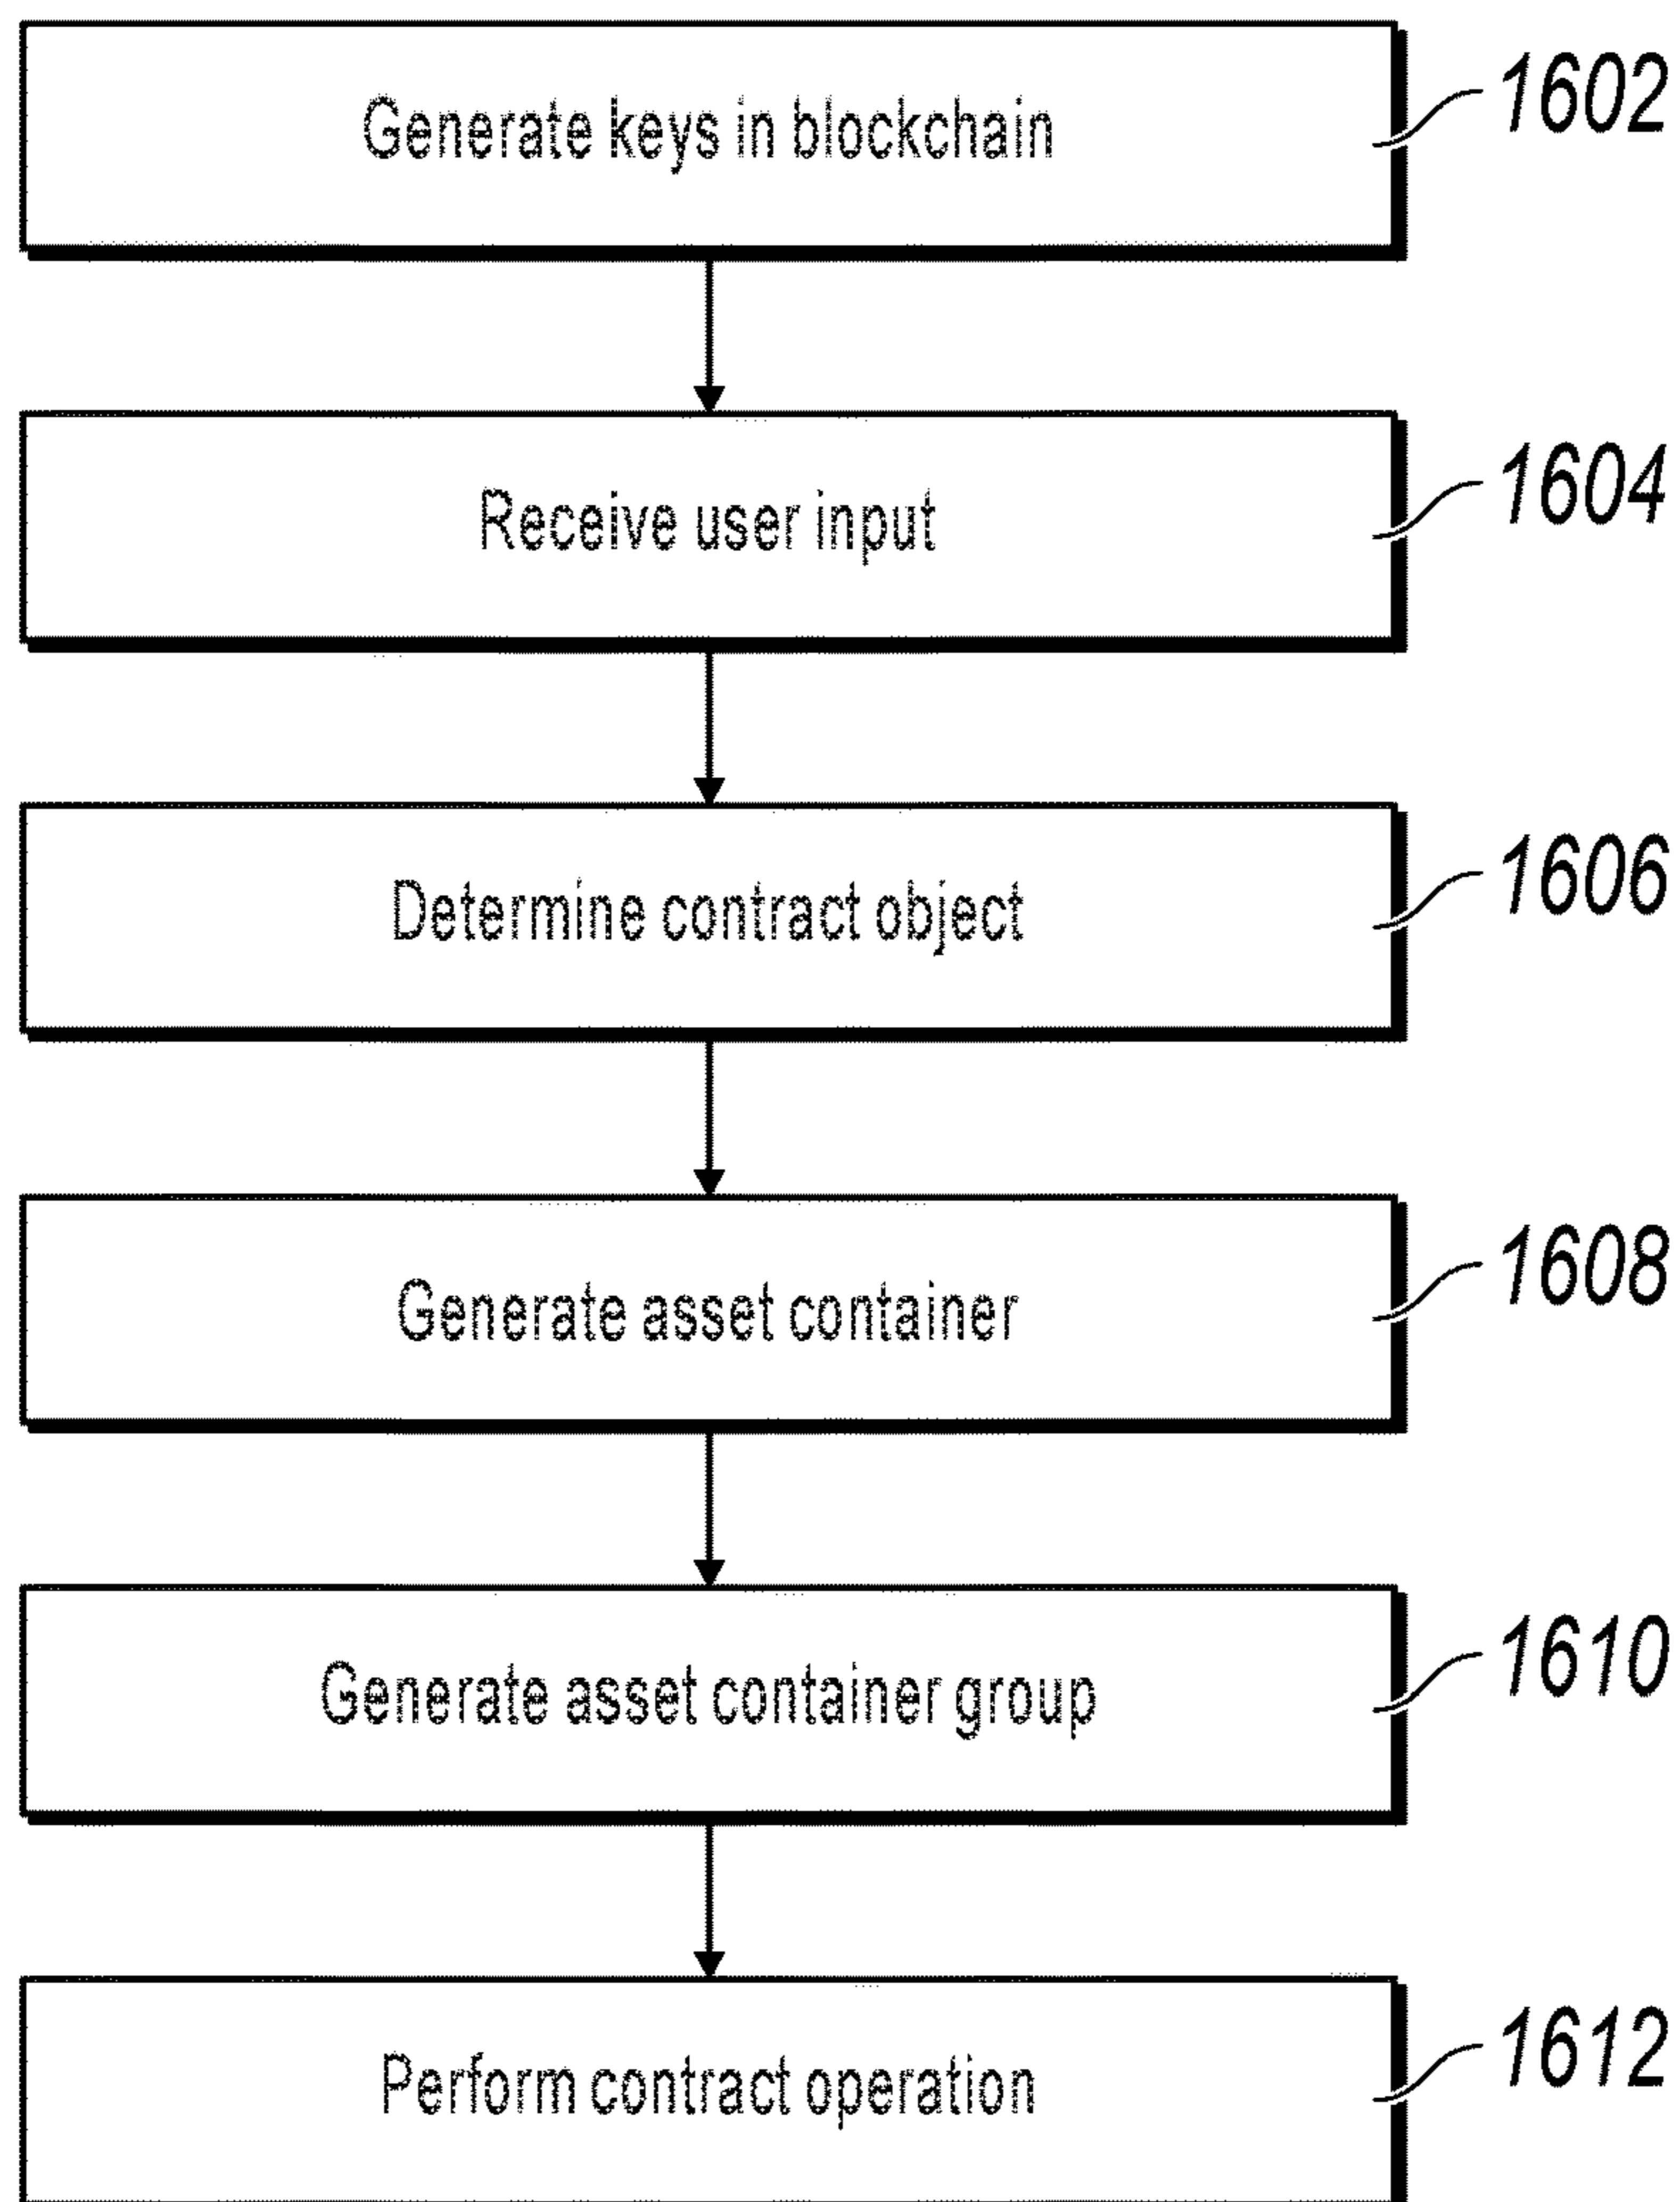 Generate keys in blockchain
1602
Receive user input
1604
Determine contract object
1606
Generate asset container
1608
Generate asset container group
1610
Perform contract operation
1612